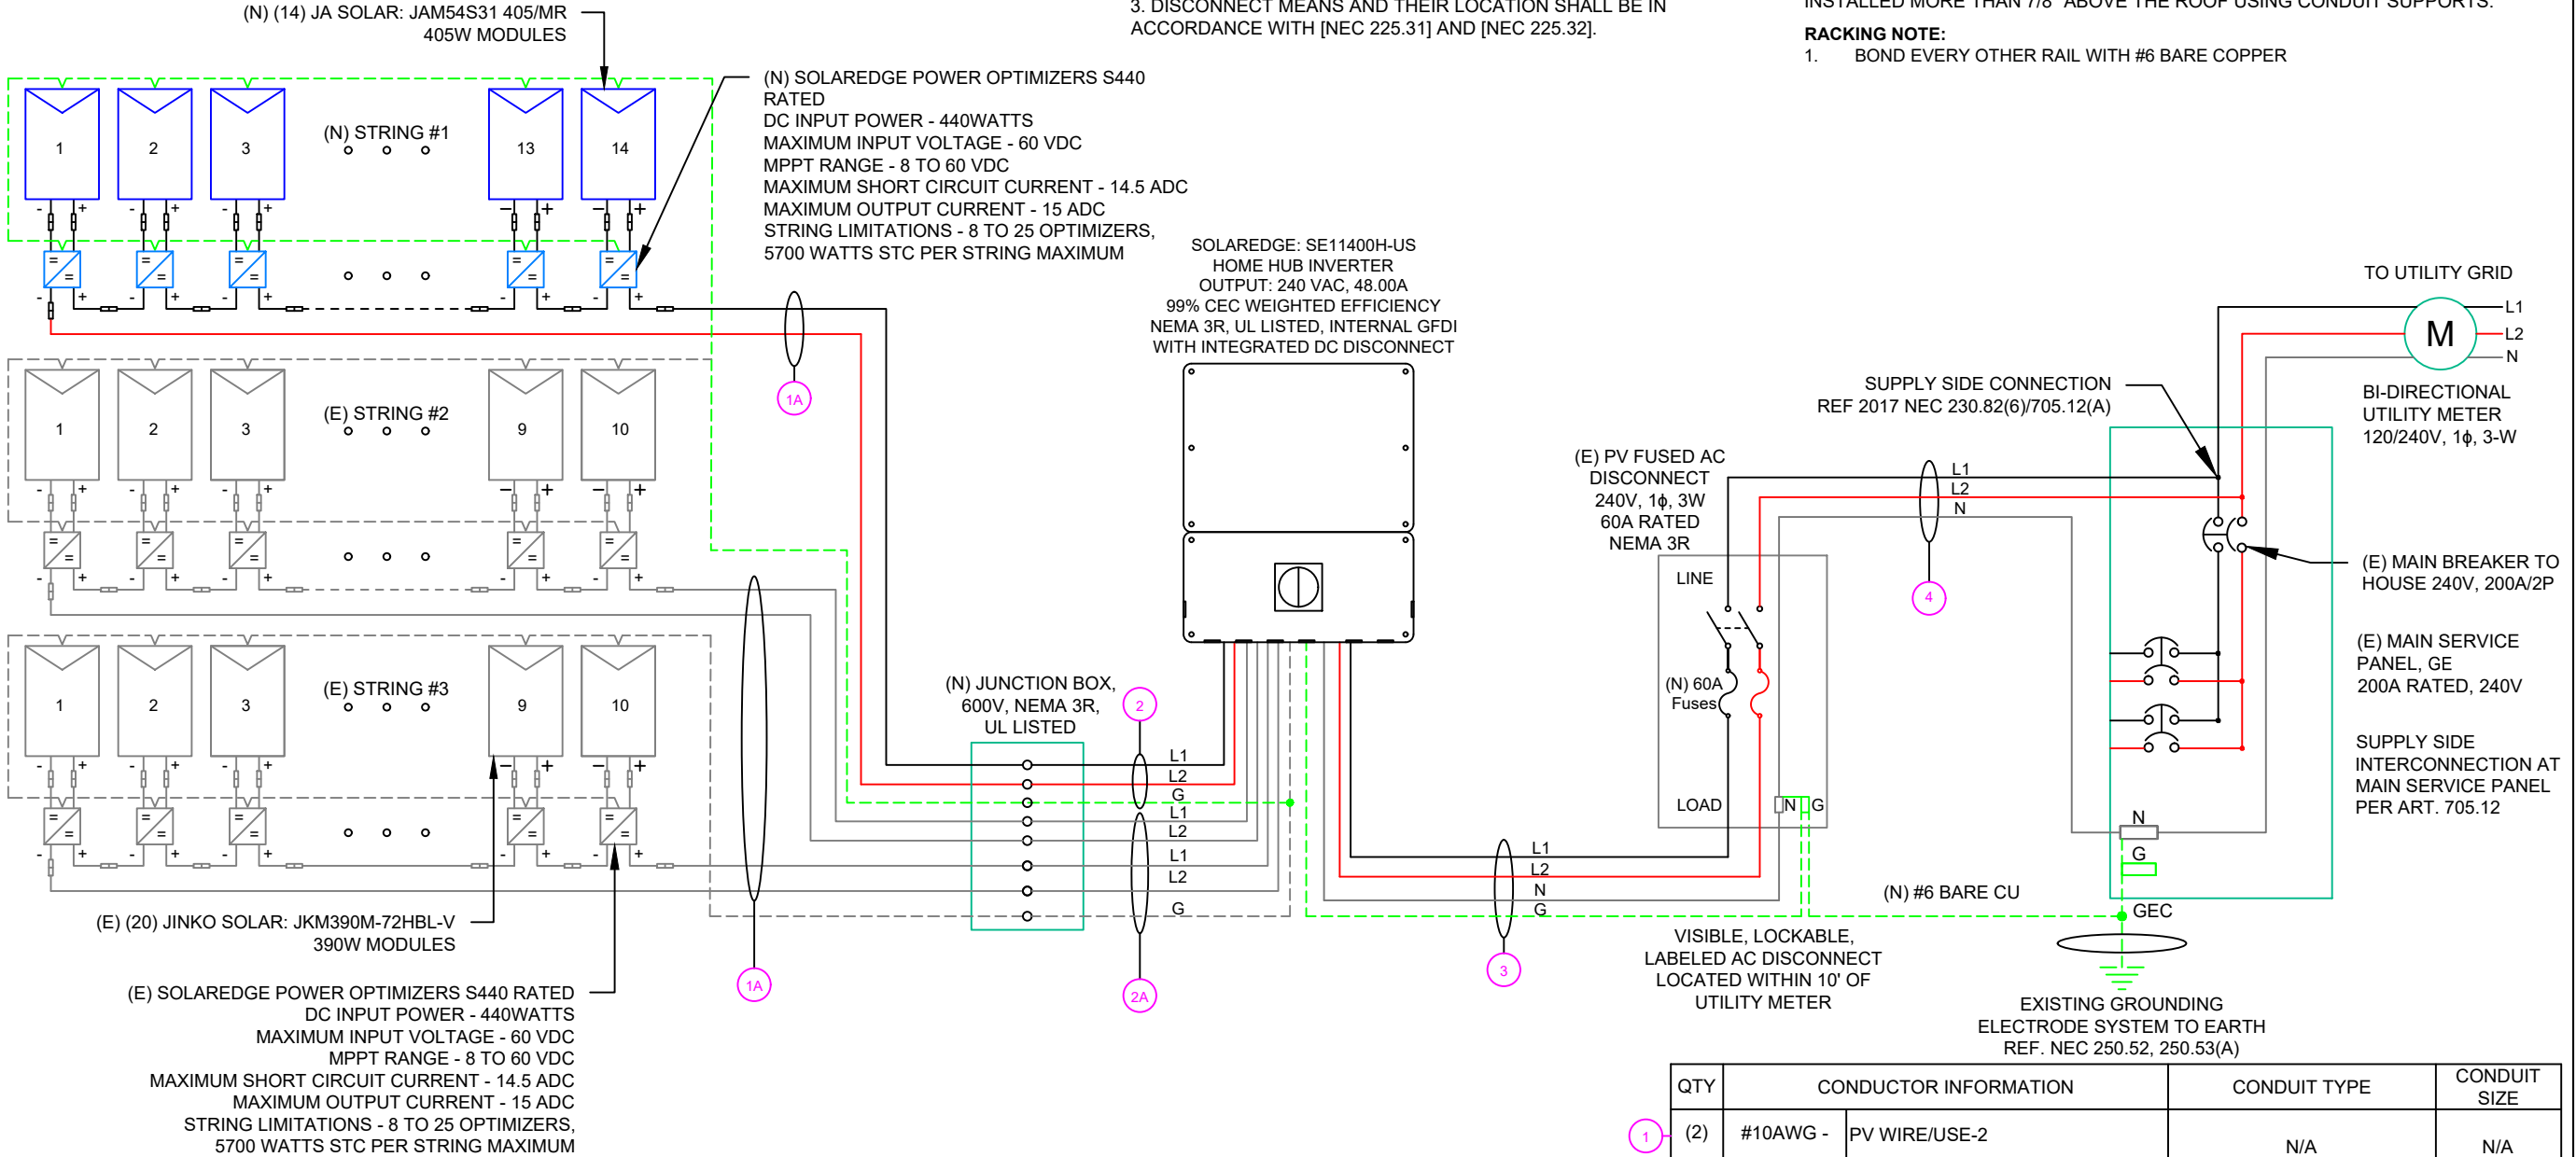 (N) (14) JA SOLAR: JAM54S31 405/MR
405W MODULES
3. DISCONNECT MEANS AND THEIR LOCATION SHALL BE IN
ACCORDANCE WITH [NEC 225.31] AND [NEC 225.32].
INSTALLED MORE THAN 7/8" ABOVE THE ROOF USING CONDUIT SUPPORTS.
RACKING NOTE:
1. BOND EVERY OTHER RAIL WITH #6 BARE COPPER
(N) SOLAREDGE POWER OPTIMIZERS S440
RATED
DC INPUT POWER - 440WATTS
MAXIMUM INPUT VOLTAGE - 60 VDC
MPPT RANGE - 8 TO 60 VDC
MAXIMUM SHORT CIRCUIT CURRENT - 14.5 ADC
MAXIMUM OUTPUT CURRENT - 15 ADC
STRING LIMITATIONS - 8 TO 25 OPTIMIZERS,
5700 WATTS STC PER STRING MAXIMUM
(N) STRING #1
1 2 3 13 14
- + - + - + - + - +
= = = = = = = = = =
- + - + - + - + - +
1A
(E) STRING #2
1 2 3 9 10
- + - + - + - + - +
= = = = = = = = = =
- + - + - + - + - +
(E) STRING #3
1 2 3 9 10
- + - + - + - + - +
= = = = = = = = = =
- + - + - + - + - +
(E) (20) JINKO SOLAR: JKM390M-72HBL-V
390W MODULES
1A
(E) SOLAREDGE POWER OPTIMIZERS S440 RATED
DC INPUT POWER - 440WATTS
MAXIMUM INPUT VOLTAGE - 60 VDC
MPPT RANGE - 8 TO 60 VDC
MAXIMUM SHORT CIRCUIT CURRENT - 14.5 ADC
MAXIMUM OUTPUT CURRENT - 15 ADC
STRING LIMITATIONS - 8 TO 25 OPTIMIZERS,
5700 WATTS STC PER STRING MAXIMUM
SOLAREDGE: SE11400H-US
HOME HUB INVERTER
OUTPUT: 240 VAC, 48.00A
99% CEC WEIGHTED EFFICIENCY
NEMA 3R, UL LISTED, INTERNAL GFDI
WITH INTEGRATED DC DISCONNECT
(N) JUNCTION BOX,
600V, NEMA 3R,
UL LISTED
2
L1
L2
G
L1
L2
L1
L2
G
2A
(E) PV FUSED AC
DISCONNECT
240V, 1ϕ, 3W
60A RATED
NEMA 3R
LINE
(N) 60A
Fuses
LOAD
N G
L1
L2
N
G
3
VISIBLE, LOCKABLE,
LABELED AC DISCONNECT
LOCATED WITHIN 10' OF
UTILITY METER
SUPPLY SIDE CONNECTION
REF 2017 NEC 230.82(6)/705.12(A)
L1
L2
N
4
TO UTILITY GRID
M
L1
L2
N
BI-DIRECTIONAL
UTILITY METER
120/240V, 1ϕ, 3-W
(E) MAIN BREAKER TO
HOUSE 240V, 200A/2P
(E) MAIN SERVICE
PANEL, GE
200A RATED, 240V
SUPPLY SIDE
INTERCONNECTION AT
MAIN SERVICE PANEL
PER ART. 705.12
N
G
(N) #6 BARE CU
GEC
EXISTING GROUNDING
ELECTRODE SYSTEM TO EARTH
REF. NEC 250.52, 250.53(A)
QTY CONDUCTOR INFORMATION CONDUIT TYPE CONDUIT SIZE
1 (2) #10AWG - PV WIRE/USE-2 N/A N/A